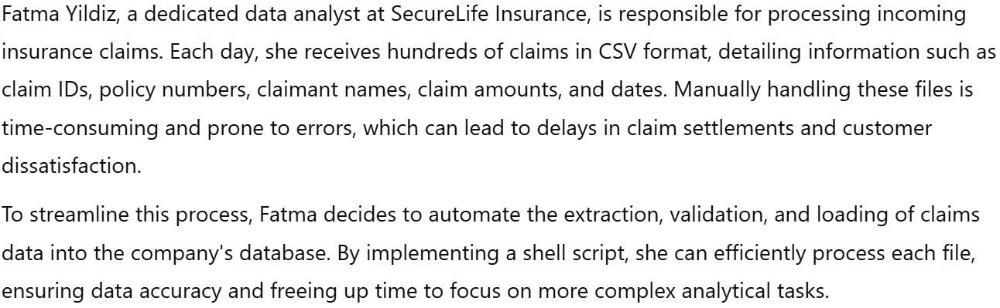 Fatma Yildiz, a dedicated data analyst at SecureLife Insurance, is responsible for processing incoming
insurance claims. Each day, she receives hundreds of claims in CSV format, detailing information such as
claim IDs, policy numbers, claimant names, claim amounts, and dates. Manually handling these files is
time-consuming and prone to errors, which can lead to delays in claim settlements and customer
dissatisfaction.
To streamline this process, Fatma decides to automate the extraction, validation, and loading of claims
data into the company's database. By implementing a shell script, she can efficiently process each file,
ensuring data accuracy and freeing up time to focus on more complex analytical tasks.